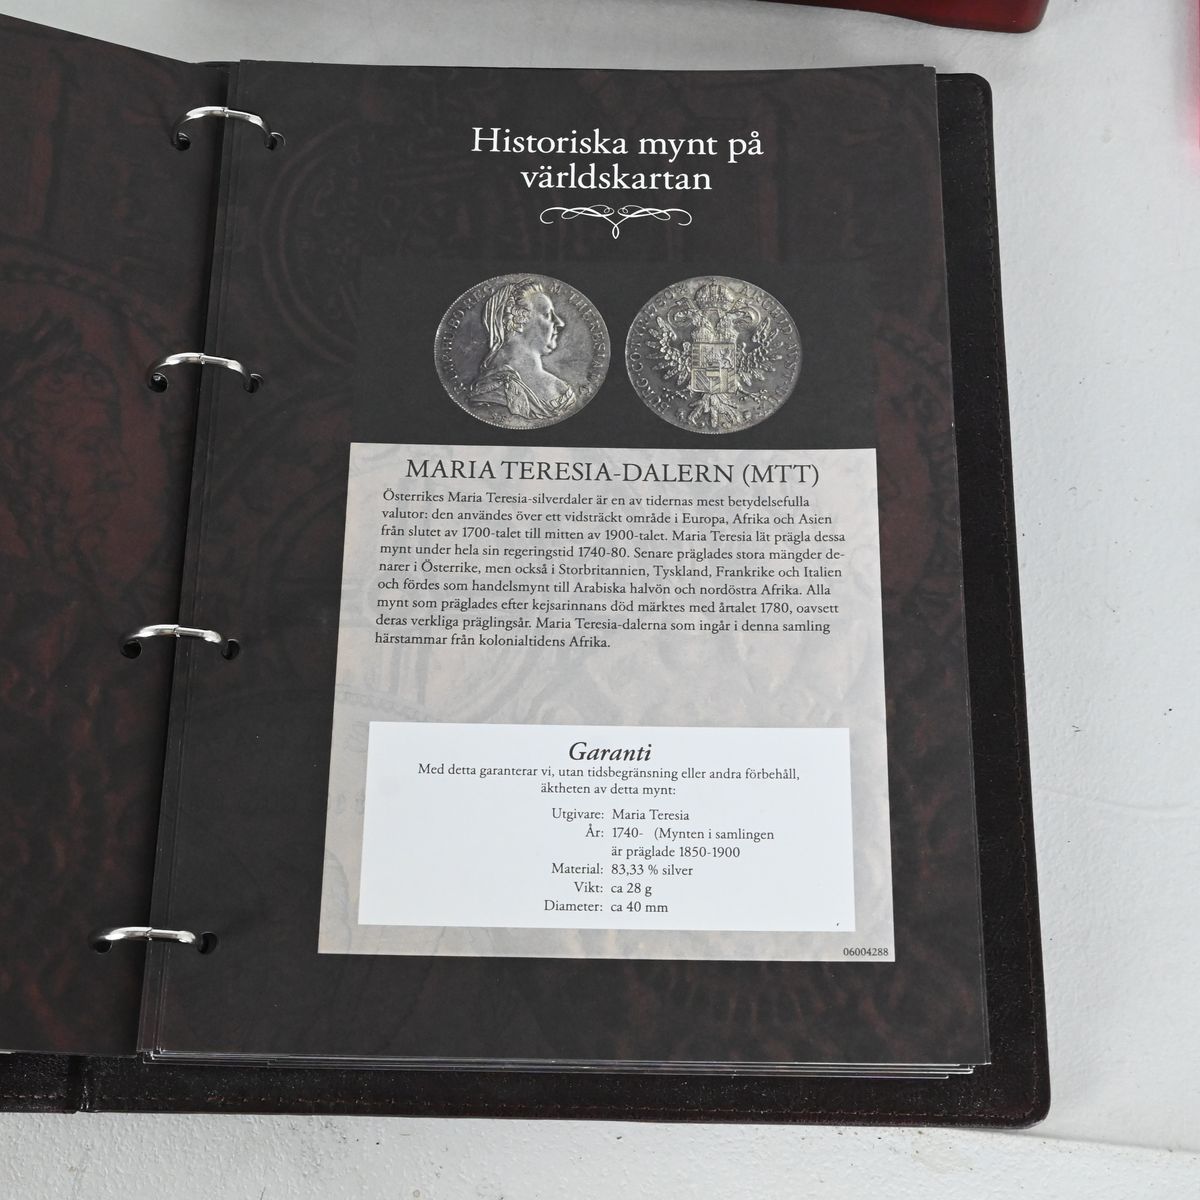 Historiska mynt på
världskartan
MARIA TERESIA-DALERN (MTT)
Österrikes Maria Teresia-silverdaler är en av tidernas mest betydelsefulla
valutor: den användes över ett vidsträckt område i Europa, Afrika och Asien
från slutet av 1700-talet till mitten av 1900-talet. Maria Teresia lät prägla dessa
mynt under hela sin regeringstid 1740-80. Senare präglades stora mängder de-
narer i Österrike, men också i Storbritannien, Tyskland, Frankrike och Italien
och fördes som handelsmynt till Arabiska halvön och nordöstra Afrika. Alla
mynt som präglades efter kejsarinnans död märktes med årtalet 1780, oavsett
deras verkliga präglingsår. Maria Teresia-dalerna som ingår i denna samling
härstammar från kolonialtidens Afrika.
Garanti
Med detta garanterar vi, utan tidsbegränsning eller andra förbehåll,
äktheten av detta mynt:
Utgivare: Maria Teresia
År: 1740- (Mynten i samlingen
är präglade 1850-1900
Material: 83,33 % silver
Vikt: ca 28 g
Diameter: ca 40 mm
06004288